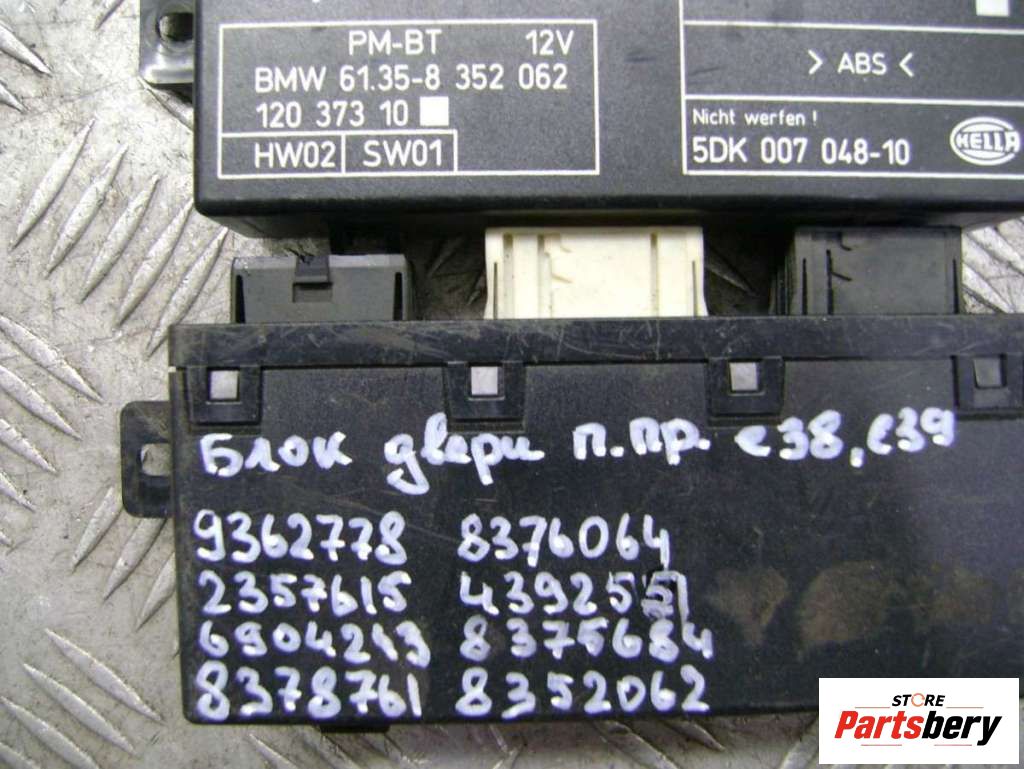 PM-BT 12V
BMW 61.35-8 352 062
120 373 10
HW02 SW01
> ABS <
Nicht werfen !
5DK 007 048-10
HELLA
Блок двери п.пр. е38, е39
9362778 8376064
2357615 439255
6904213 8375684
8378761 8352062
STORE
Partsbery